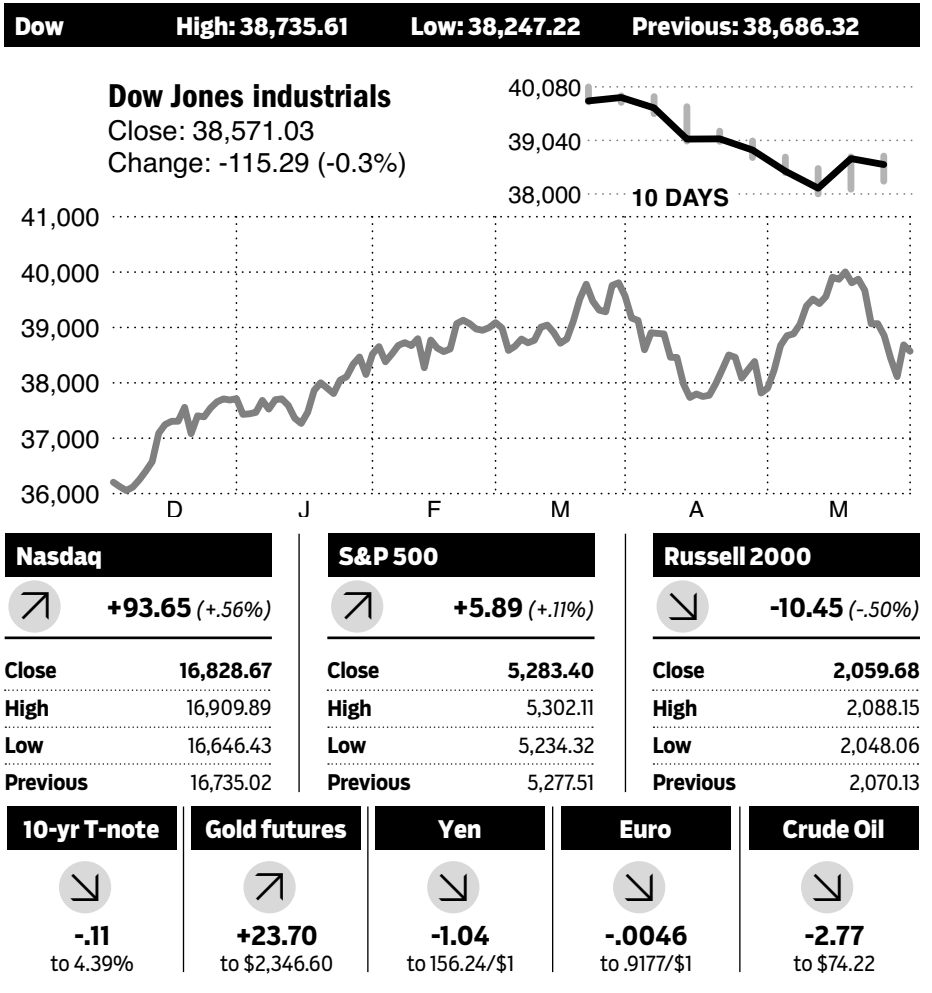 Dow High: 38,735.61 Low: 38,247.22 Previous: 38,686.32
Dow Jones industrials
Close: 38,571.03
Change: -115.29 (-0.3%)
40,080
39,040
38,000
10 DAYS
41,000
40,000
39,000
38,000
37,000
36,000
D J F M A M
Nasdaq
+93.65 (+.56%)
Close 16,828.67
High 16,909.89
Low 16,646.43
Previous 16,735.02
S&P 500
+5.89 (+.11%)
Close 5,283.40
High 5,302.11
Low 5,234.32
Previous 5,277.51
Russell 2000
-10.45 (-.50%)
Close 2,059.68
High 2,088.15
Low 2,048.06
Previous 2,070.13
10-yr T-note
-.11
to 4.39%
Gold futures
+23.70
to $2,346.60
Yen
-1.04
to 156.24/$1
Euro
-.0046
to .9177/$1
Crude Oil
-2.77
to $74.22